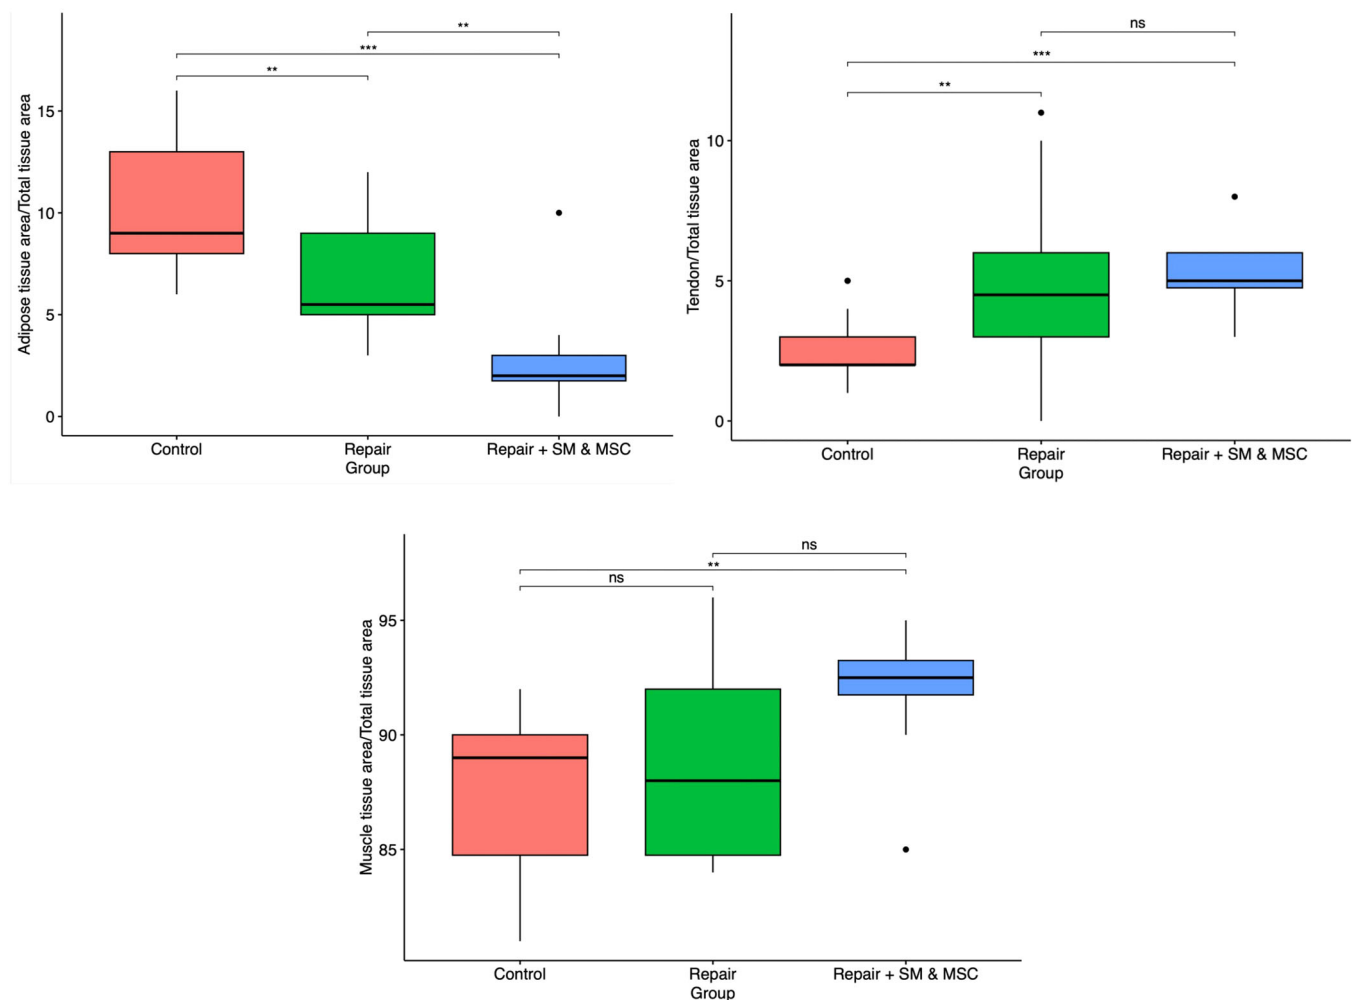 **
***
**
Adipose tissue area/Total tissue area
15
10
5
0
Control
Repair
Repair + SM & MSC
Group
ns
***
**
Tendon/Total tissue area
10
5
0
Control
Repair
Repair + SM & MSC
Group
ns
**
ns
Muscle tissue area/Total tissue area
95
90
85
Control
Repair
Repair + SM & MSC
Group